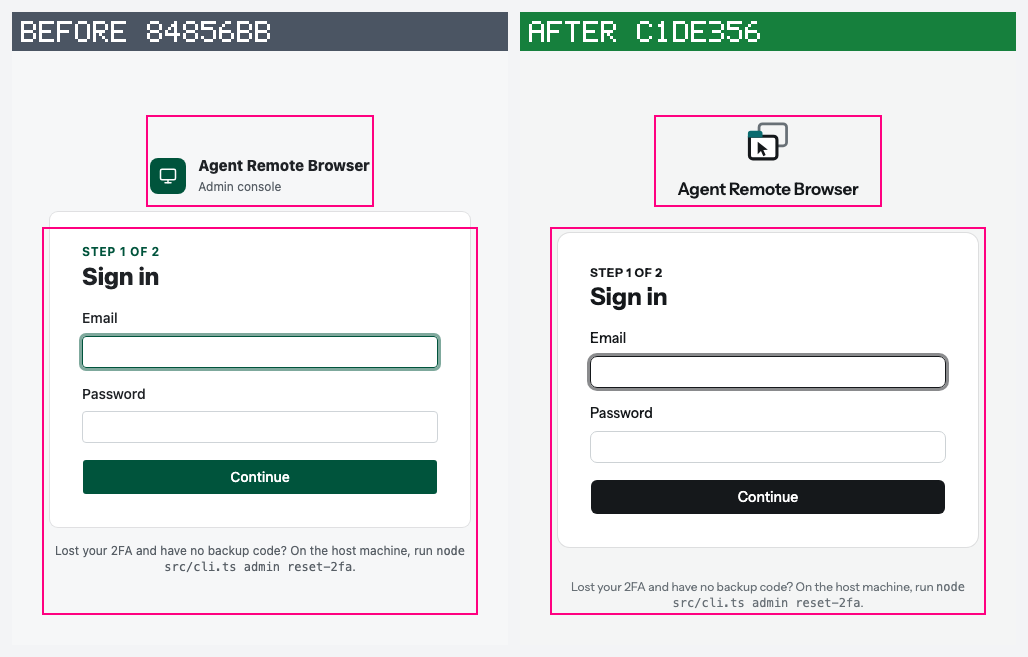 BEFORE 84856BB
Agent Remote Browser
Admin console
STEP 1 OF 2
Sign in
Email
Password
Continue
Lost your 2FA and have no backup code? On the host machine, run node
src/cli.ts admin reset-2fa.
AFTER C1DE356
Agent Remote Browser
STEP 1 OF 2
Sign in
Email
Password
Continue
Lost your 2FA and have no backup code? On the host machine, run node
src/cli.ts admin reset-2fa.